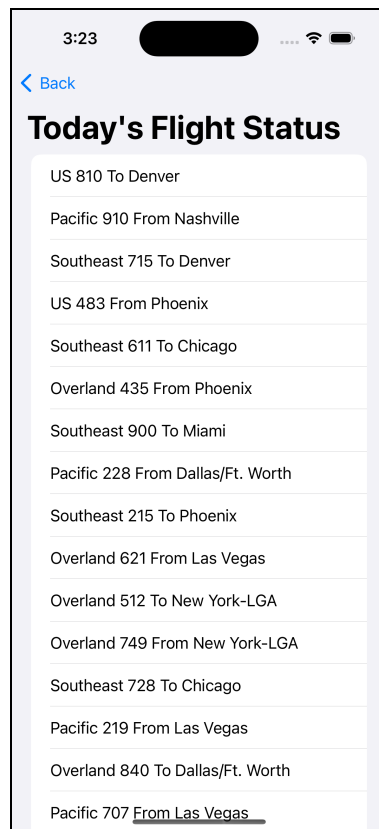 3:23
Back
Today's Flight Status
US 810 To Denver
Pacific 910 From Nashville
Southeast 715 To Denver
US 483 From Phoenix
Southeast 611 To Chicago
Overland 435 From Phoenix
Southeast 900 To Miami
Pacific 228 From Dallas/Ft. Worth
Southeast 215 To Phoenix
Overland 621 From Las Vegas
Overland 512 To New York-LGA
Overland 749 From New York-LGA
Southeast 728 To Chicago
Pacific 219 From Las Vegas
Overland 840 To Dallas/Ft. Worth
Pacific 707 From Las Vegas